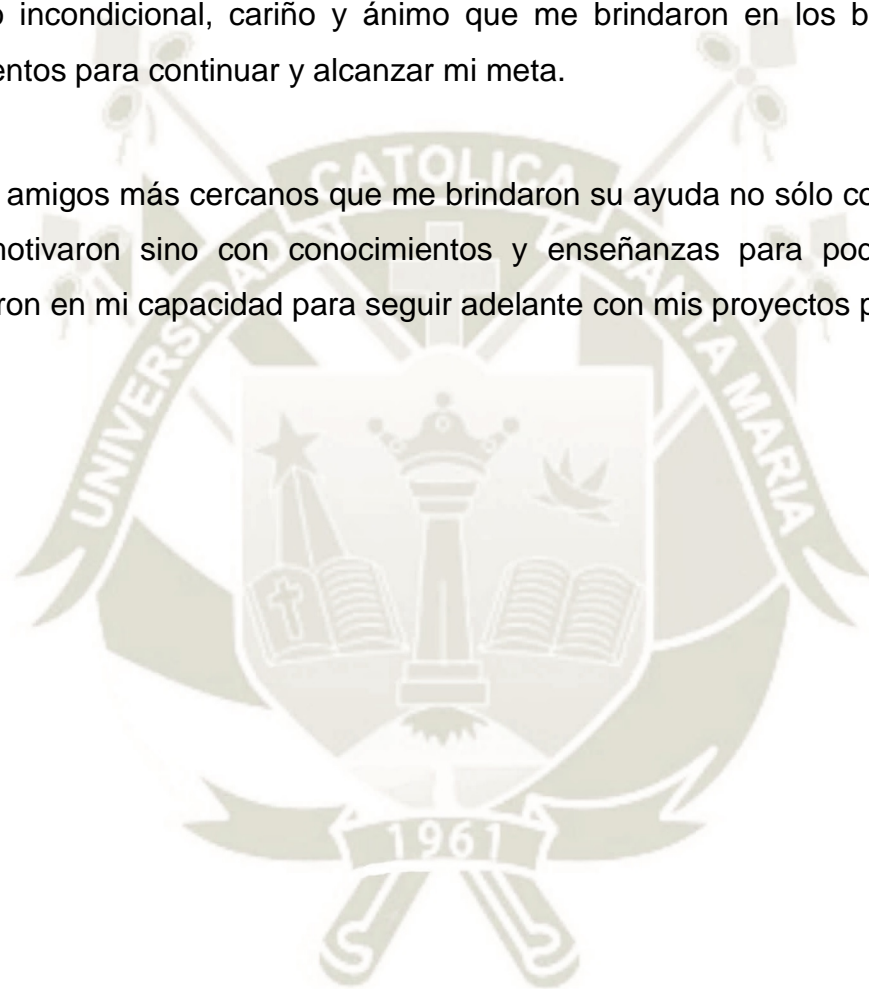 o incondicional, cariño y ánimo que me brindaron en los b
entos para continuar y alcanzar mi meta.
amigos más cercanos que me brindaron su ayuda no sólo co
notivaron sino con conocimientos y enseñanzas para pod
ron en mi capacidad para seguir adelante con mis proyectos p
UNIVERSIDAD CATOLICA SANTA MARIA
1961